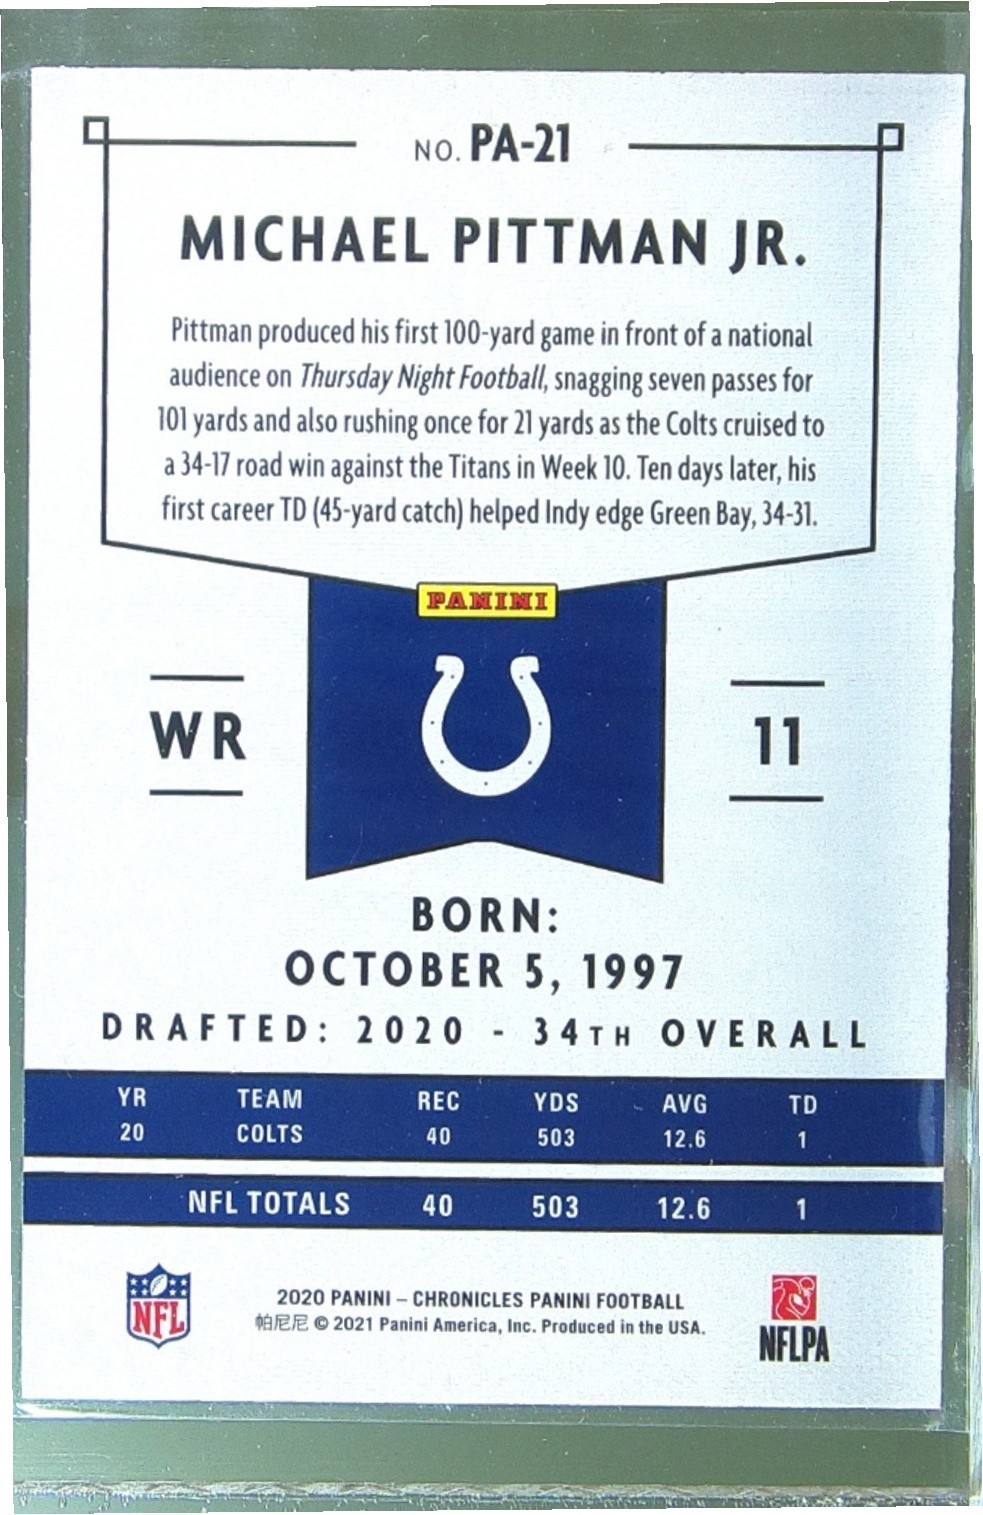 NO. PA-21
MICHAEL PITTMAN JR.
Pittman produced his first 100-yard game in front of a national
audience on Thursday Night Football, snagging seven passes for
101 yards and also rushing once for 21 yards as the Colts cruised to
a 34-17 road win against the Titans in Week 10. Ten days later, his
first career TD (45-yard catch) helped Indy edge Green Bay, 34-31.
PANINI
WR
11
BORN:
OCTOBER 5, 1997
DRAFTED: 2020 - 34TH OVERALL
YR TEAM REC YDS AVG TD
20 COLTS 40 503 12.6 1
NFL TOTALS 40 503 12.6 1
NFL
2020 PANINI – CHRONICLES PANINI FOOTBALL
帕尼尼 © 2021 Panini America, Inc. Produced in the USA.
NFLPA